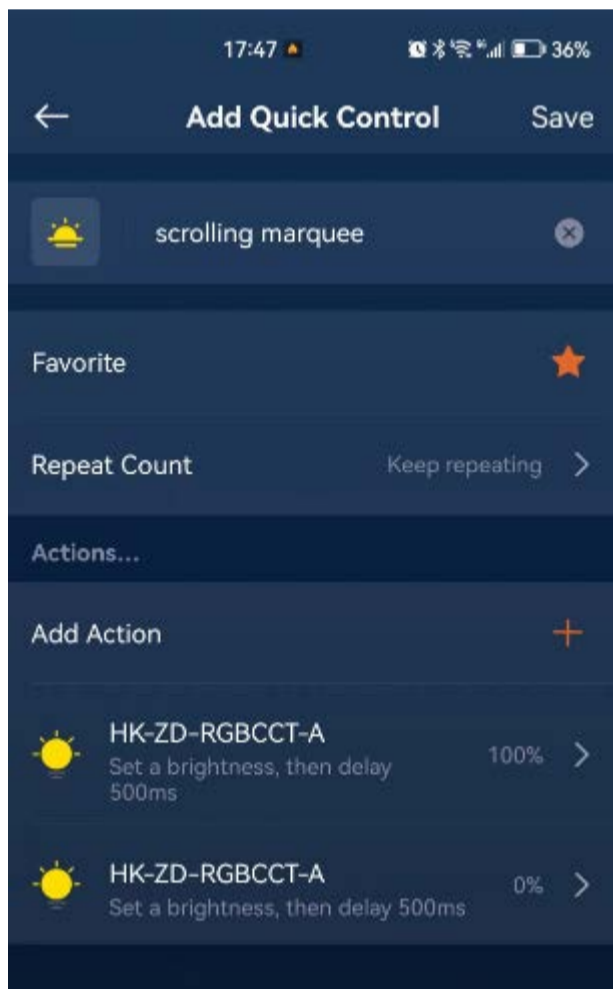 17:47 36%
Add Quick Control Save
scrolling marquee
Favorite
Repeat Count Keep repeating
Actions...
Add Action
HK-ZD-RGBCCT-A
Set a brightness, then delay 100%
500ms
HK-ZD-RGBCCT-A
Set a brightness, then delay 500ms 0%